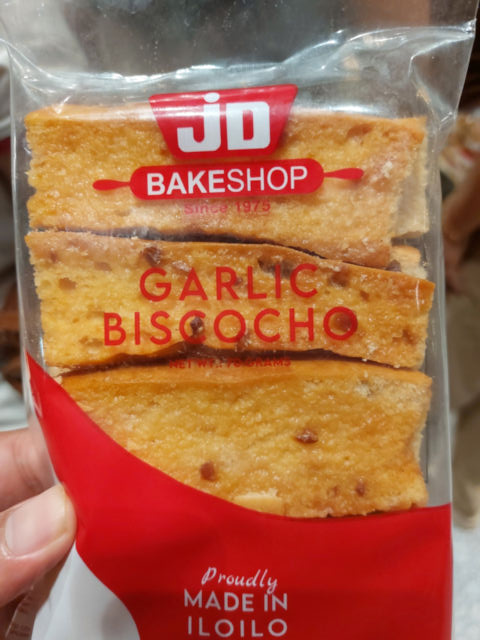 JD
BAKESHOP
Since 1975
GARLIC
BISCOCHO
Proudly
MADE IN
ILOILO